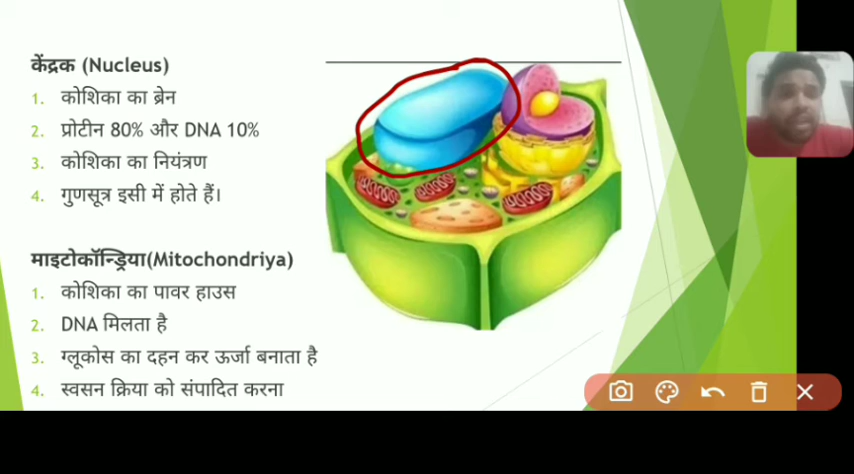 केंद्रक (Nucleus)
1. कोशिका का ब्रेन
2. प्रोटीन 80% और DNA 10%
3. कोशिका का नियंत्रण
4. गुणसूत्र इसी में होते हैं।
माइटोकॉन्ड्रिया(Mitochondriya)
1. कोशिका का पावर हाउस
2. DNA मिलता है
3. ग्लूकोस का दहन कर ऊर्जा बनाता है
4. स्वसन क्रिया को संपादित करना